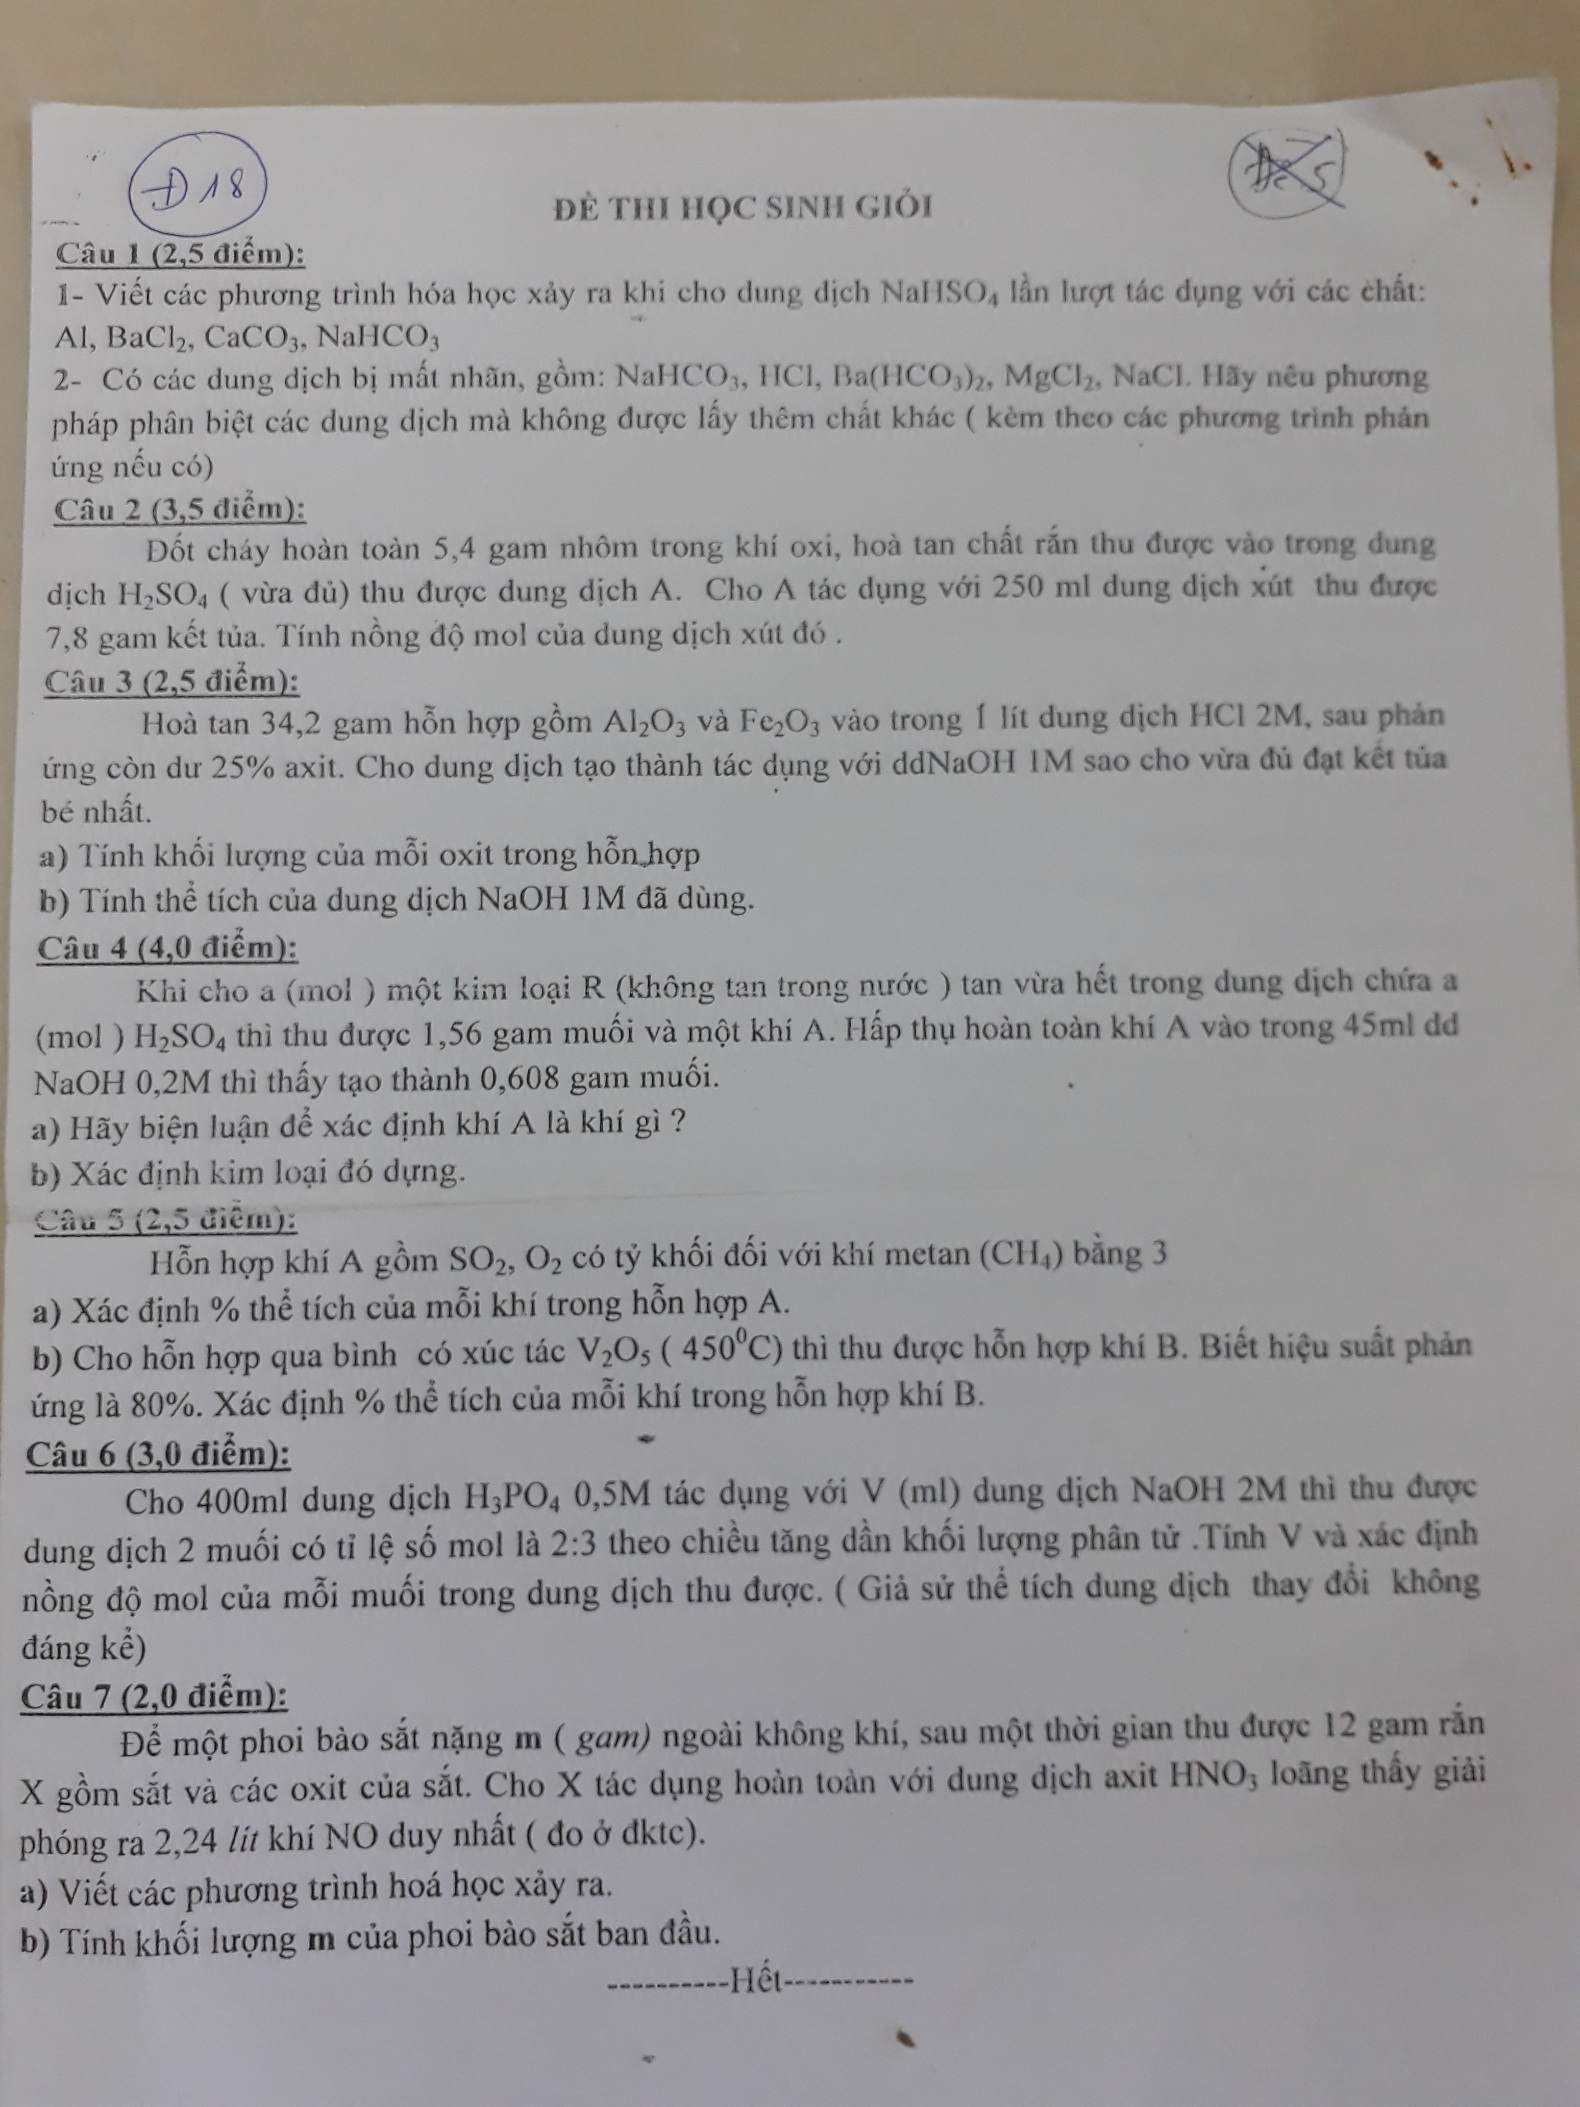 Đ18
Đề 5
ĐỀ THI HỌC SINH GIỎI
Câu 1 (2,5 điểm):
1- Viết các phương trình hóa học xảy ra khi cho dung dịch NaHSO₄ lần lượt tác dụng với các chất:
Al, BaCl₂, CaCO₃, NaHCO₃
2- Có các dung dịch bị mất nhãn, gồm: NaHCO₃, HCl, Ba(HCO₃)₂, MgCl₂, NaCl. Hãy nêu phương
pháp phân biệt các dung dịch mà không được lấy thêm chất khác ( kèm theo các phương trình phản
ứng nếu có)
Câu 2 (3,5 điểm):
Đốt cháy hoàn toàn 5,4 gam nhôm trong khí oxi, hoà tan chất rắn thu được vào trong dung
dịch H₂SO₄ ( vừa đủ) thu được dung dịch A. Cho A tác dụng với 250 ml dung dịch xút thu được
7,8 gam kết tủa. Tính nồng độ mol của dung dịch xút đó .
Câu 3 (2,5 điểm):
Hoà tan 34,2 gam hỗn hợp gồm Al₂O₃ và Fe₂O₃ vào trong 1 lít dung dịch HCl 2M, sau phản
ứng còn dư 25% axit. Cho dung dịch tạo thành tác dụng với ddNaOH 1M sao cho vừa đủ đạt kết tủa
bé nhất.
a) Tính khối lượng của mỗi oxit trong hỗn hợp
b) Tính thể tích của dung dịch NaOH 1M đã dùng.
Câu 4 (4,0 điểm):
Khi cho a (mol ) một kim loại R (không tan trong nước ) tan vừa hết trong dung dịch chứa a
(mol ) H₂SO₄ thì thu được 1,56 gam muối và một khí A. Hấp thụ hoàn toàn khí A vào trong 45ml dd
NaOH 0,2M thì thấy tạo thành 0,608 gam muối.
a) Hãy biện luận để xác định khí A là khí gì ?
b) Xác định kim loại đó dựng.
Câu 5 (2,5 điểm):
Hỗn hợp khí A gồm SO₂, O₂ có tỷ khối đối với khí metan (CH₄) bằng 3
a) Xác định % thể tích của mỗi khí trong hỗn hợp A.
b) Cho hỗn hợp qua bình có xúc tác V₂O₅ ( 450⁰C) thì thu được hỗn hợp khí B. Biết hiệu suất phản
ứng là 80%. Xác định % thể tích của mỗi khí trong hỗn hợp khí B.
Câu 6 (3,0 điểm):
Cho 400ml dung dịch H₃PO₄ 0,5M tác dụng với V (ml) dung dịch NaOH 2M thì thu được
dung dịch 2 muối có tỉ lệ số mol là 2:3 theo chiều tăng dần khối lượng phân tử .Tính V và xác định
nồng độ mol của mỗi muối trong dung dịch thu được. ( Giả sử thể tích dung dịch thay đổi không
đáng kể)
Câu 7 (2,0 điểm):
Để một phoi bào sắt nặng m ( gam) ngoài không khí, sau một thời gian thu được 12 gam rắn
X gồm sắt và các oxit của sắt. Cho X tác dụng hoàn toàn với dung dịch axit HNO₃ loãng thấy giải
phóng ra 2,24 lít khí NO duy nhất ( đo ở đktc).
a) Viết các phương trình hoá học xảy ra.
b) Tính khối lượng m của phoi bào sắt ban đầu.
----------Hết-----------